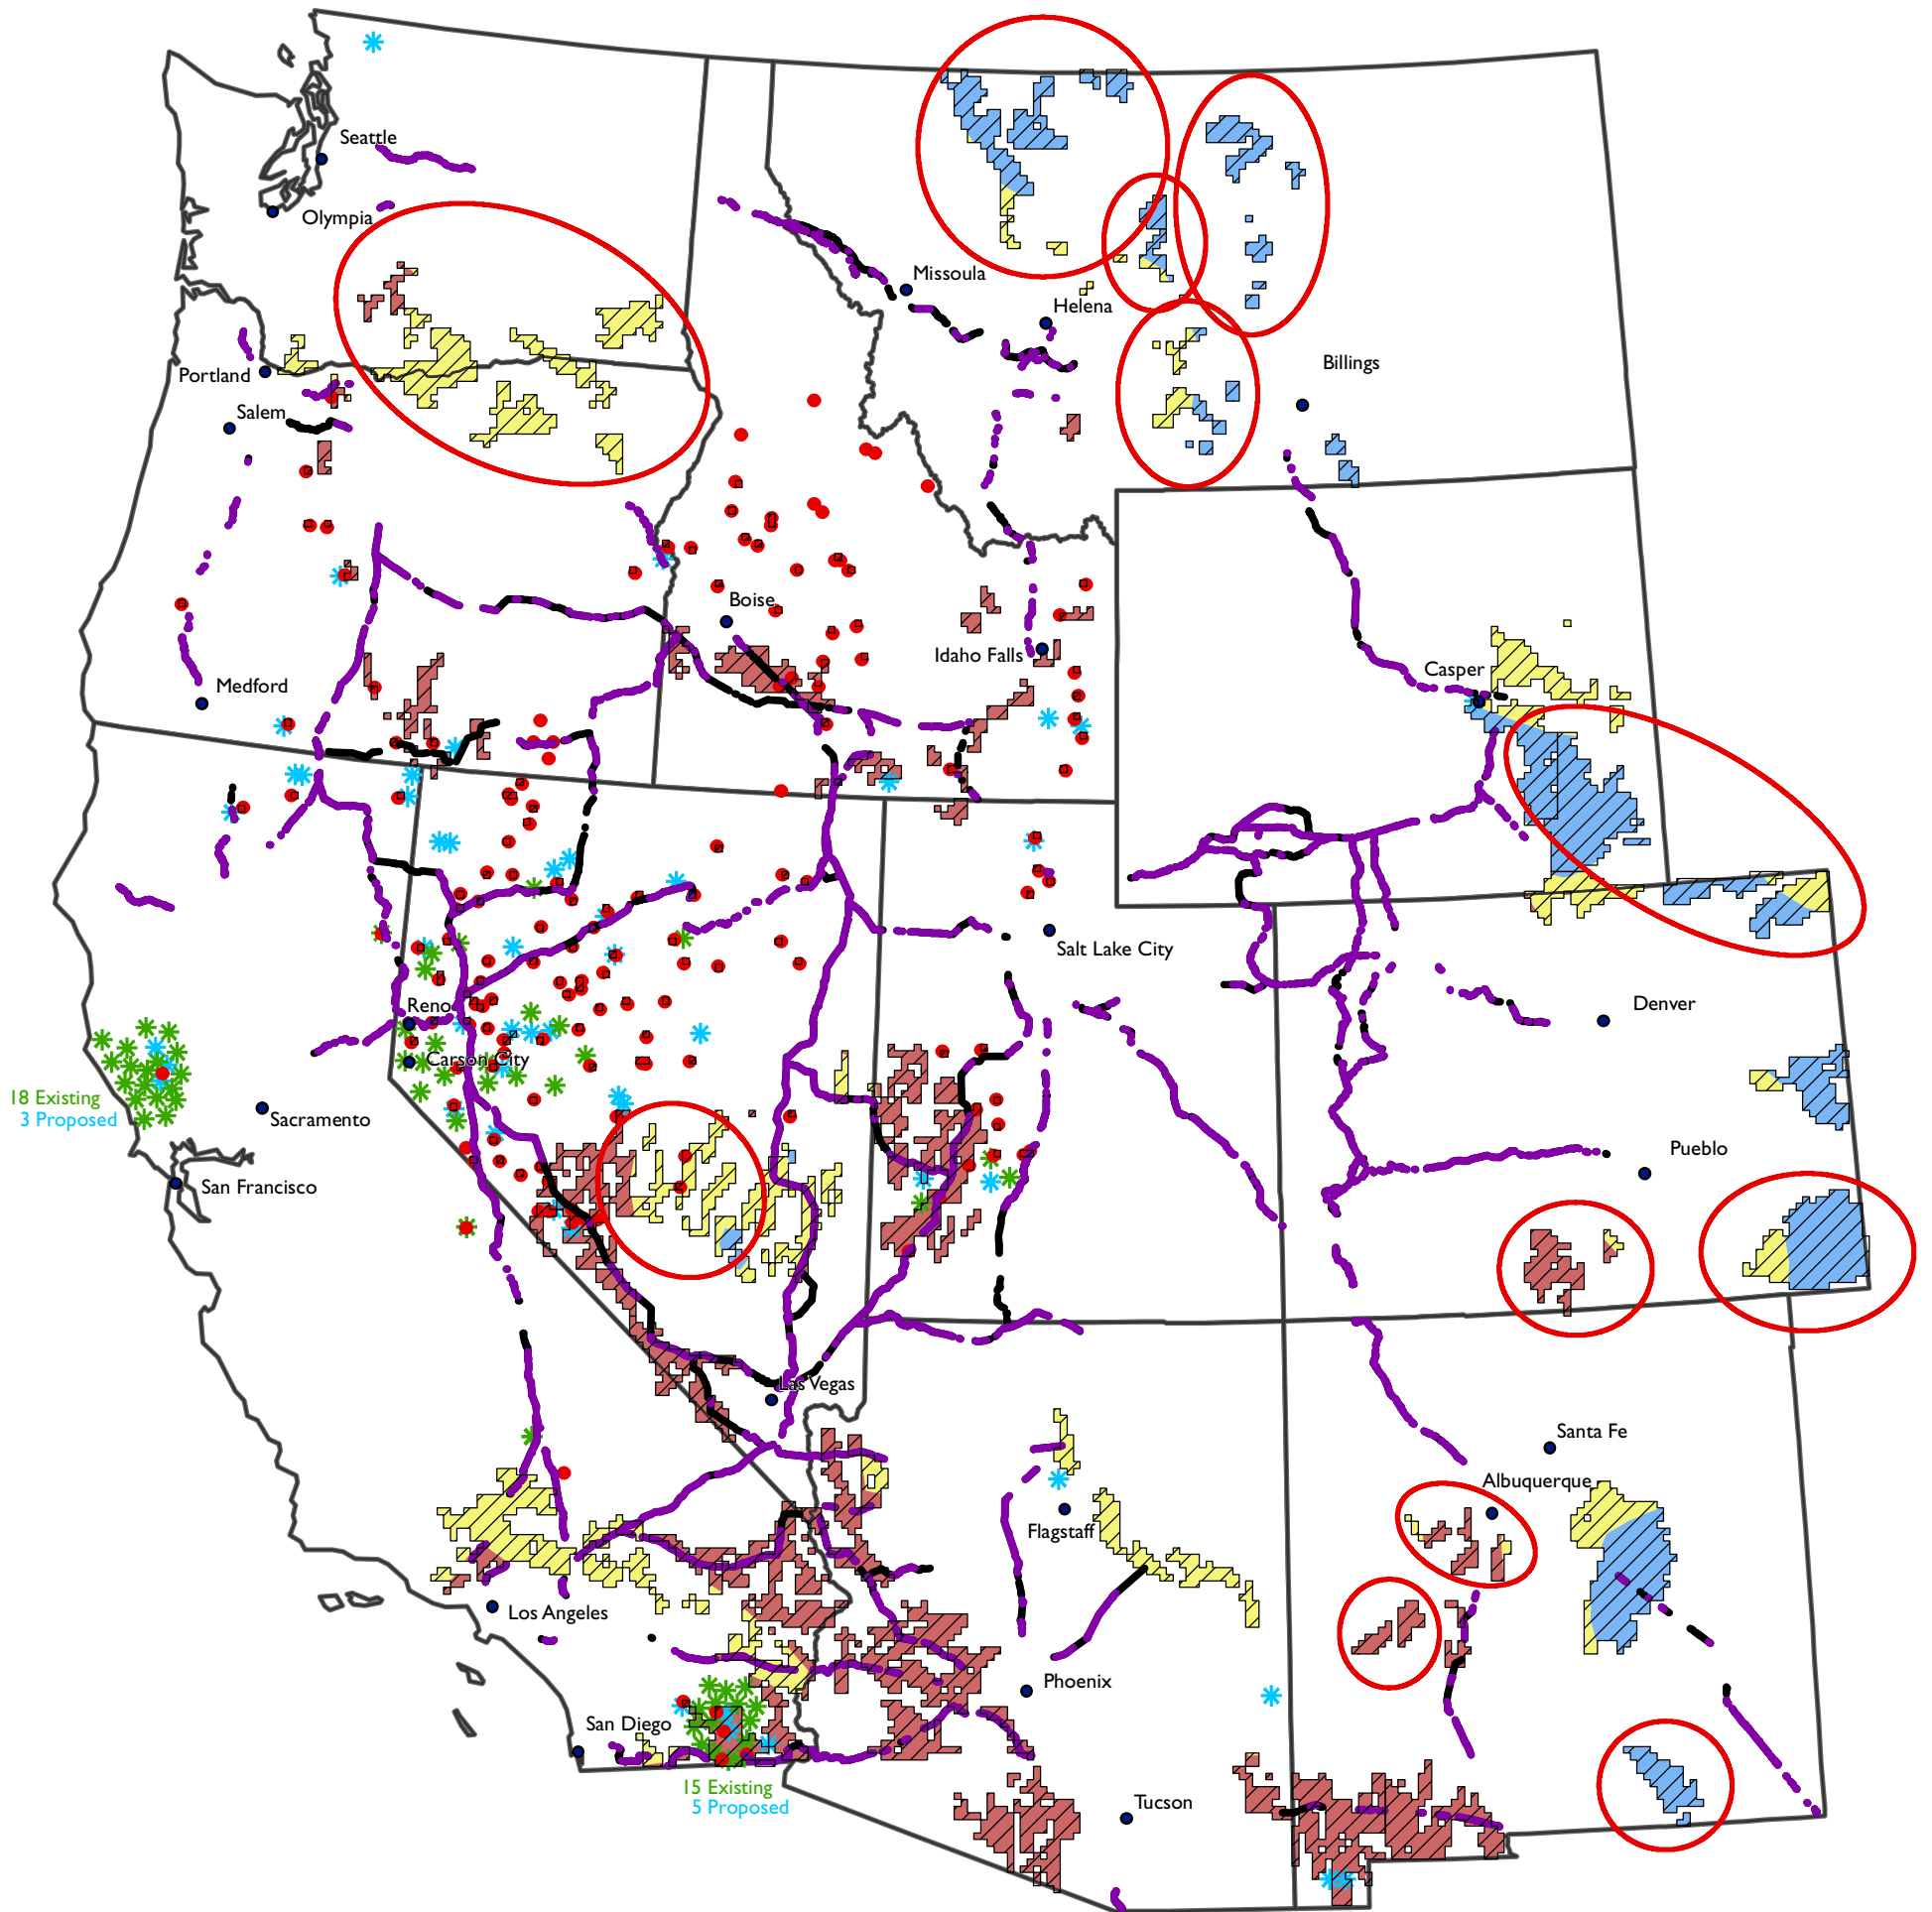 Seattle
Olympia
Missoula
Helena
Portland
Billings
Salem
Boise
Idaho Falls
Casper
Medford
Salt Lake City
Reno
Denver
Carson City
18 Existing
3 Proposed
Sacramento
Pueblo
San Francisco
Las Vegas
Santa Fe
Albuquerque
Flagstaff
Los Angeles
Phoenix
San Diego
15 Existing
5 Proposed
Tucson